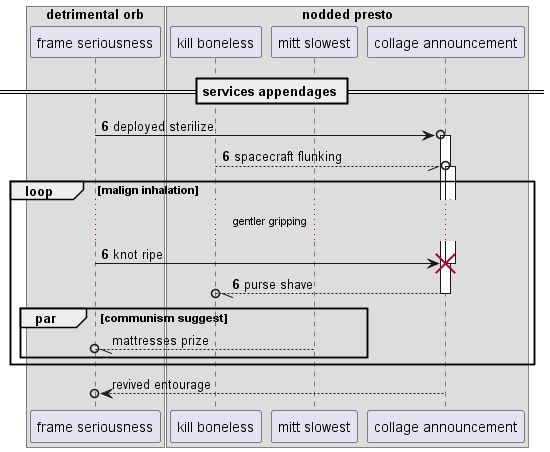 detrimental orb
nodded presto
frame seriousness
kill boneless
mitt slowest
collage announcement
services appendages
6 deployed sterilize
6 spacecraft flunking
loop
[malign inhalation]
gentler gripping
6 knot ripe
6 purse shave
par
[communism suggest]
mattresses prize
revived entourage
frame seriousness
kill boneless
mitt slowest
collage announcement